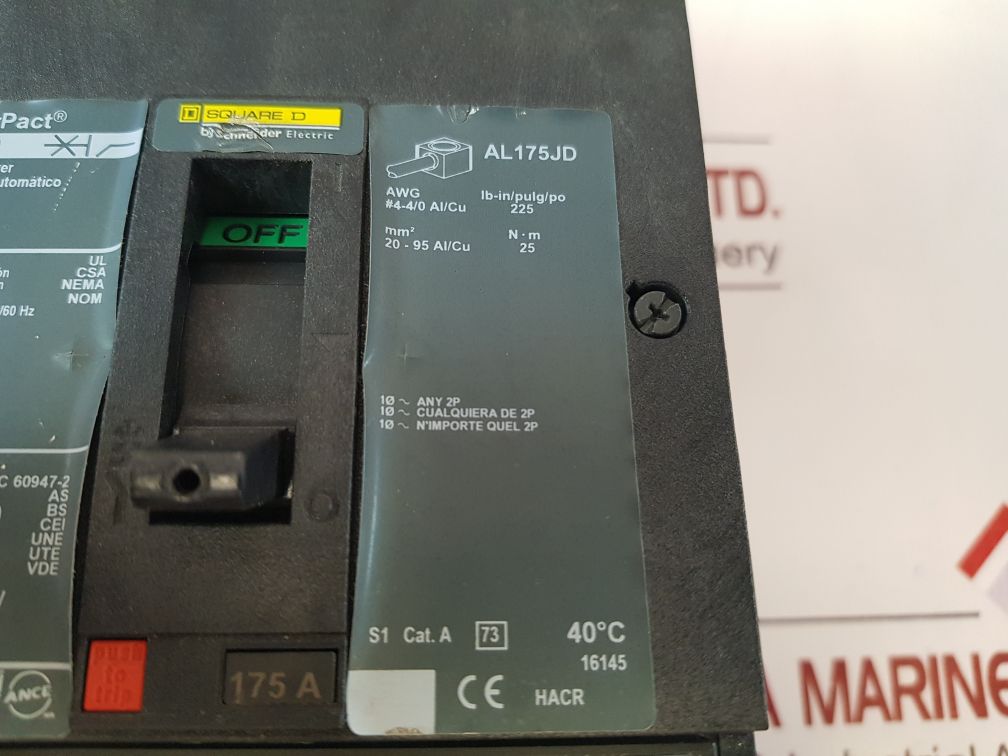 Pact®
SQUARE D
by Schneider Electric
AL175JD
AWG
#4-4/0 Al/Cu
lb-in/pulg/po
225
mm²
20 - 95 Al/Cu
N·m
25
utomático
OFF
UL
CSA
NEMA
NOM
/60 Hz
1Ø ~ ANY 2P
1Ø ~ CUALQUIERA DE 2P
1Ø ~ N'IMPORTE QUEL 2P
C 60947-2
AS
BS
CEI
UNE
UTE
VDE
O
push
to
trip
175 A
S1 Cat. A 73 40°C
16145
CE HACR
ANCE
TD.
ery
A MARINE